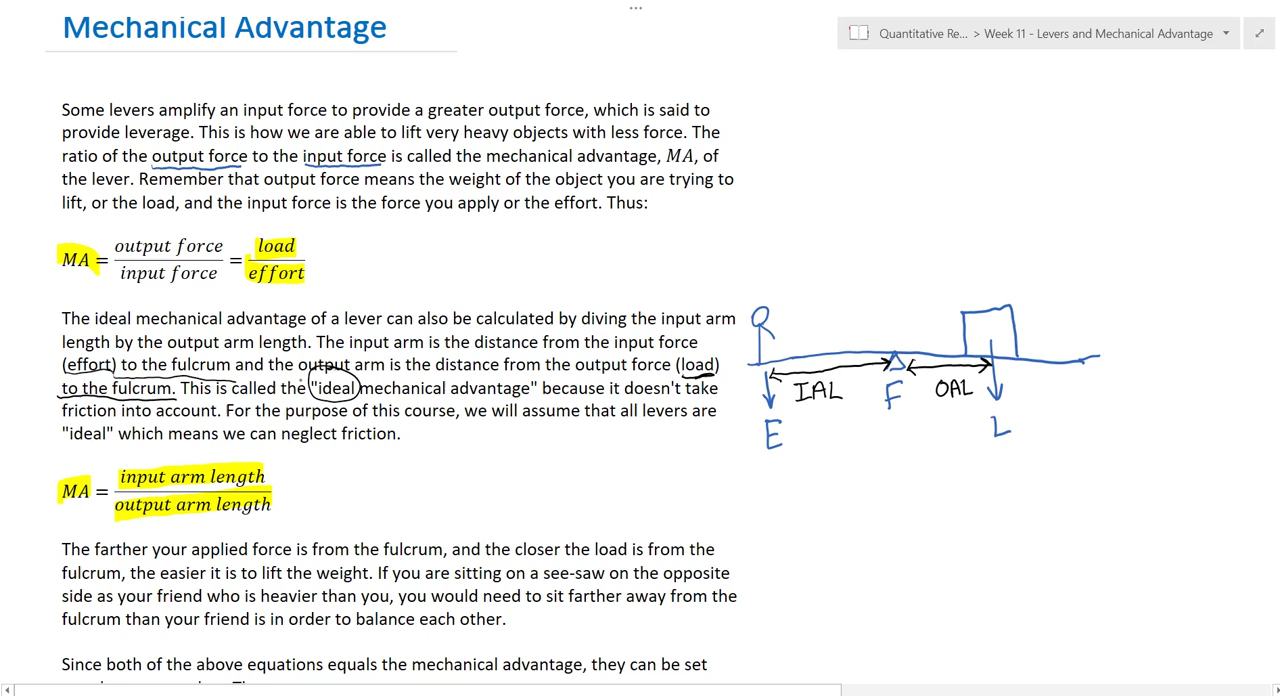 Mechanical Advantage
Quantitative Re... > Week 11 - Levers and Mechanical Advantage
Some levers amplify an input force to provide a greater output force, which is said to
provide leverage. This is how we are able to lift very heavy objects with less force. The
ratio of the output force to the input force is called the mechanical advantage, MA, of
the lever. Remember that output force means the weight of the object you are trying to
lift, or the load, and the input force is the force you apply or the effort. Thus:
MA = output force / input force = load / effort
The ideal mechanical advantage of a lever can also be calculated by diving the input arm
length by the output arm length. The input arm is the distance from the input force
(effort) to the fulcrum and the output arm is the distance from the output force (load)
to the fulcrum. This is called the "ideal mechanical advantage" because it doesn't take
friction into account. For the purpose of this course, we will assume that all levers are
"ideal" which means we can neglect friction.
MA = input arm length / output arm length
IAL
F
OAL
E
L
The farther your applied force is from the fulcrum, and the closer the load is from the
fulcrum, the easier it is to lift the weight. If you are sitting on a see-saw on the opposite
side as your friend who is heavier than you, you would need to sit farther away from the
fulcrum than your friend is in order to balance each other.
Since both of the above equations equals the mechanical advantage, they can be set